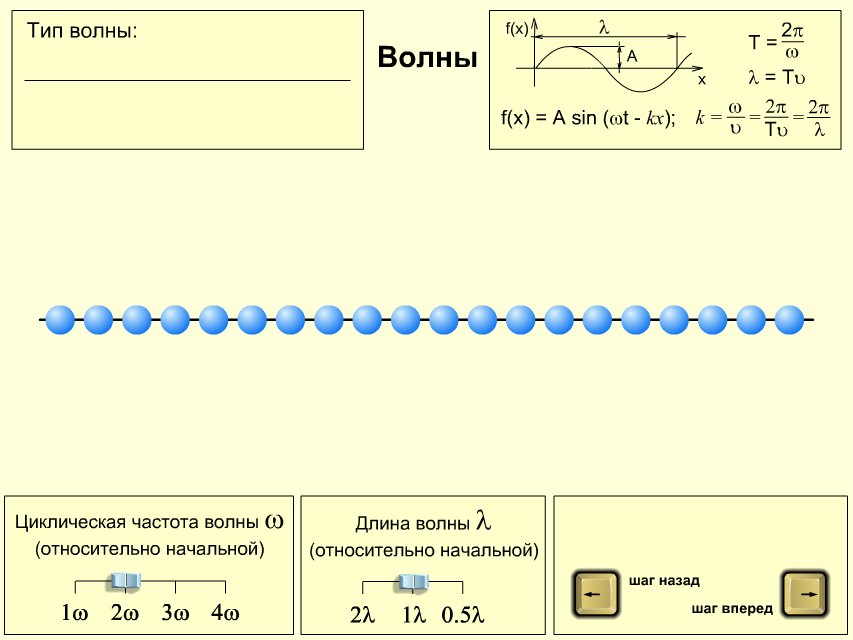 Тип волны:
Волны
f(x)
λ
A
x
T = 2π/ω
λ = Tυ
f(x) = A sin (ωt - kx); k = ω/υ = 2π/Tυ = 2π/λ
Циклическая частота волны ω
(относительно начальной)
1ω 2ω 3ω 4ω
Длина волны λ
(относительно начальной)
2λ 1λ 0.5λ
шаг назад
шаг вперед